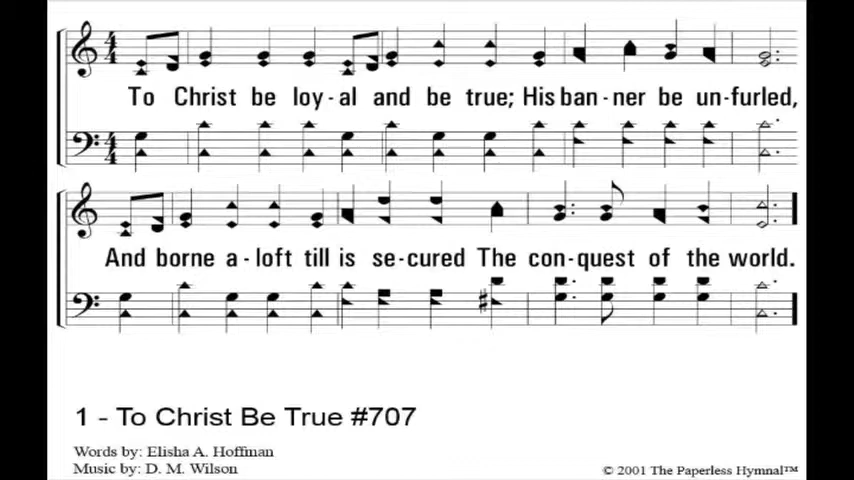 To Christ be loy-al and be true; His ban-ner be un-furled,
And borne a-loft till is se-cured The con-quest of the world.
1 - To Christ Be True #707
Words by: Elisha A. Hoffman
Music by: D. M. Wilson
© 2001 The Paperless Hymnal™